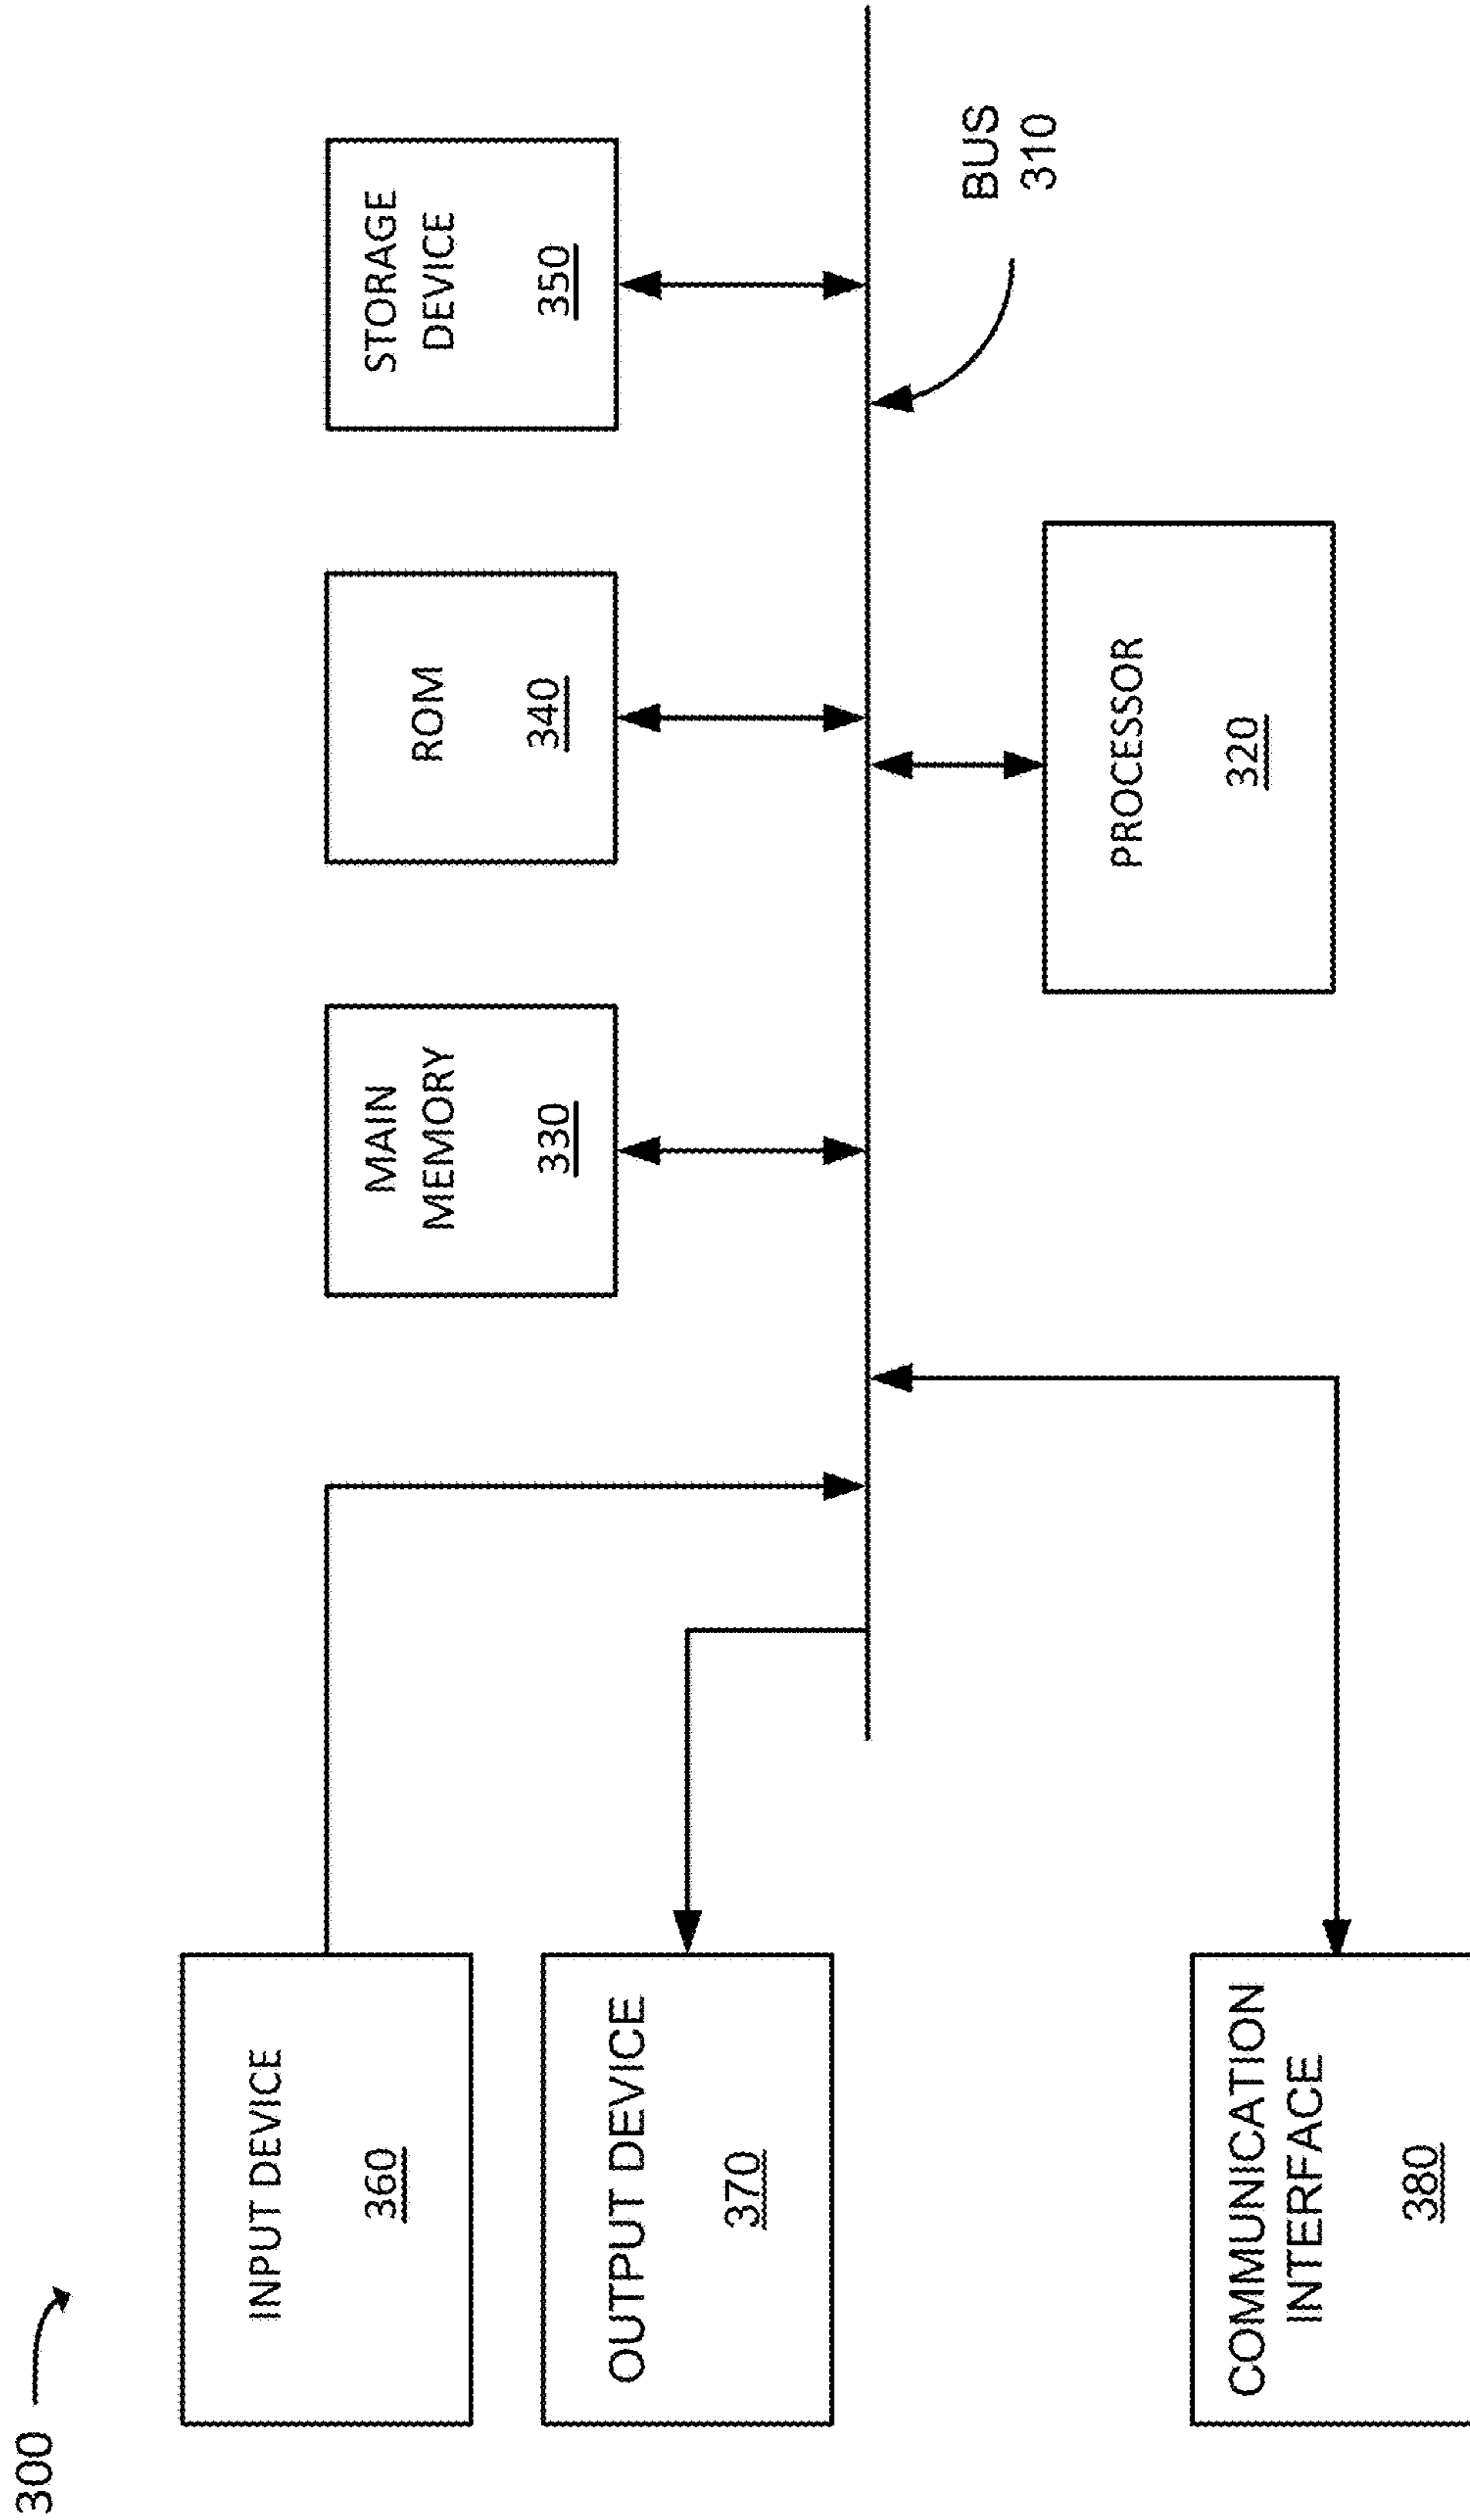 300
INPUT DEVICE
360
OUTPUT DEVICE
370
COMMUNICATION
INTERFACE
380
MAIN
MEMORY
330
ROM
340
STORAGE
DEVICE
350
PROCESSOR
320
BUS
310